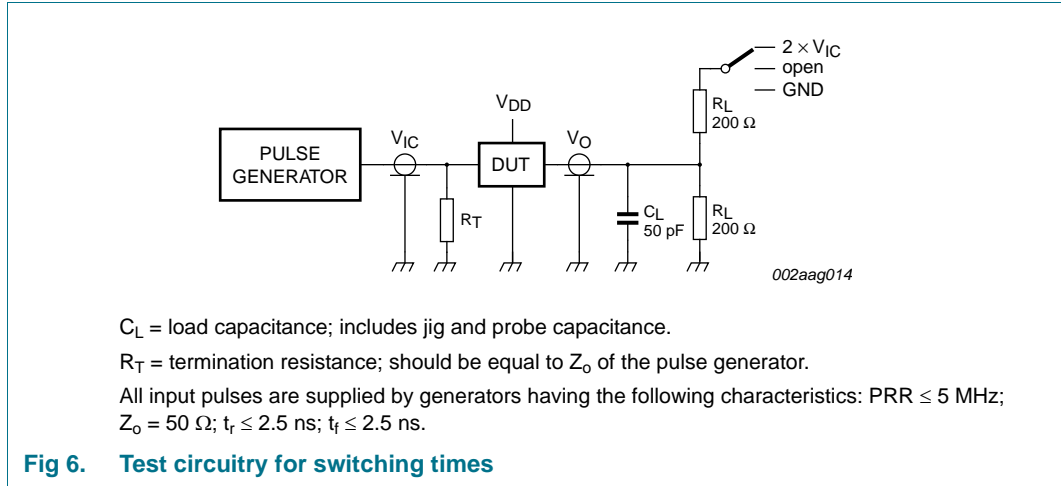 2 × VIC
open
GND
RL
200 Ω
VDD
VIC
VO
PULSE
GENERATOR
DUT
RT
CL
50 pF
RL
200 Ω
002aag014
CL = load capacitance; includes jig and probe capacitance.
RT = termination resistance; should be equal to Zo of the pulse generator.
All input pulses are supplied by generators having the following characteristics: PRR ≤ 5 MHz;
Zo = 50 Ω; tr ≤ 2.5 ns; tf ≤ 2.5 ns.
Fig 6. Test circuitry for switching times